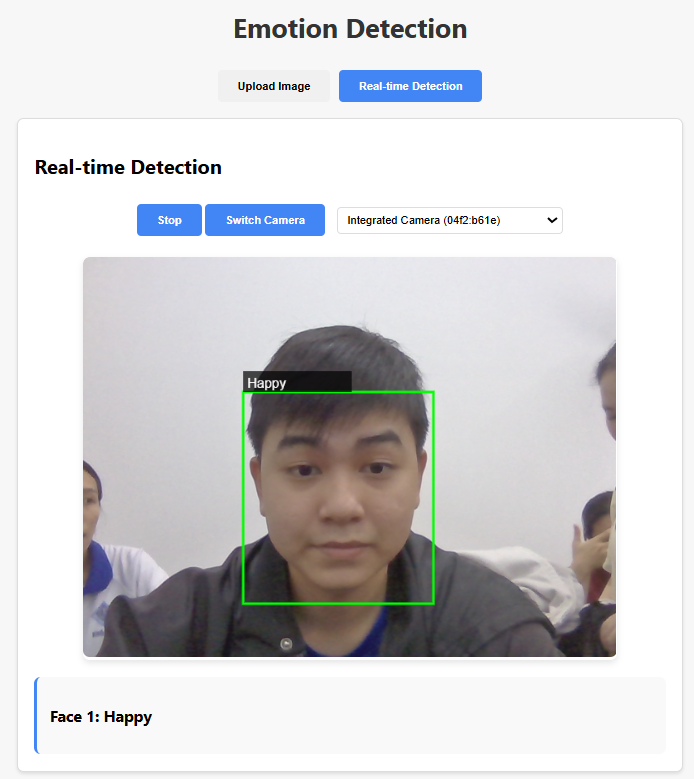 Emotion Detection
Upload Image
Real-time Detection
Real-time Detection
Stop
Switch Camera
Integrated Camera (04f2:b61e)
Happy
Face 1: Happy